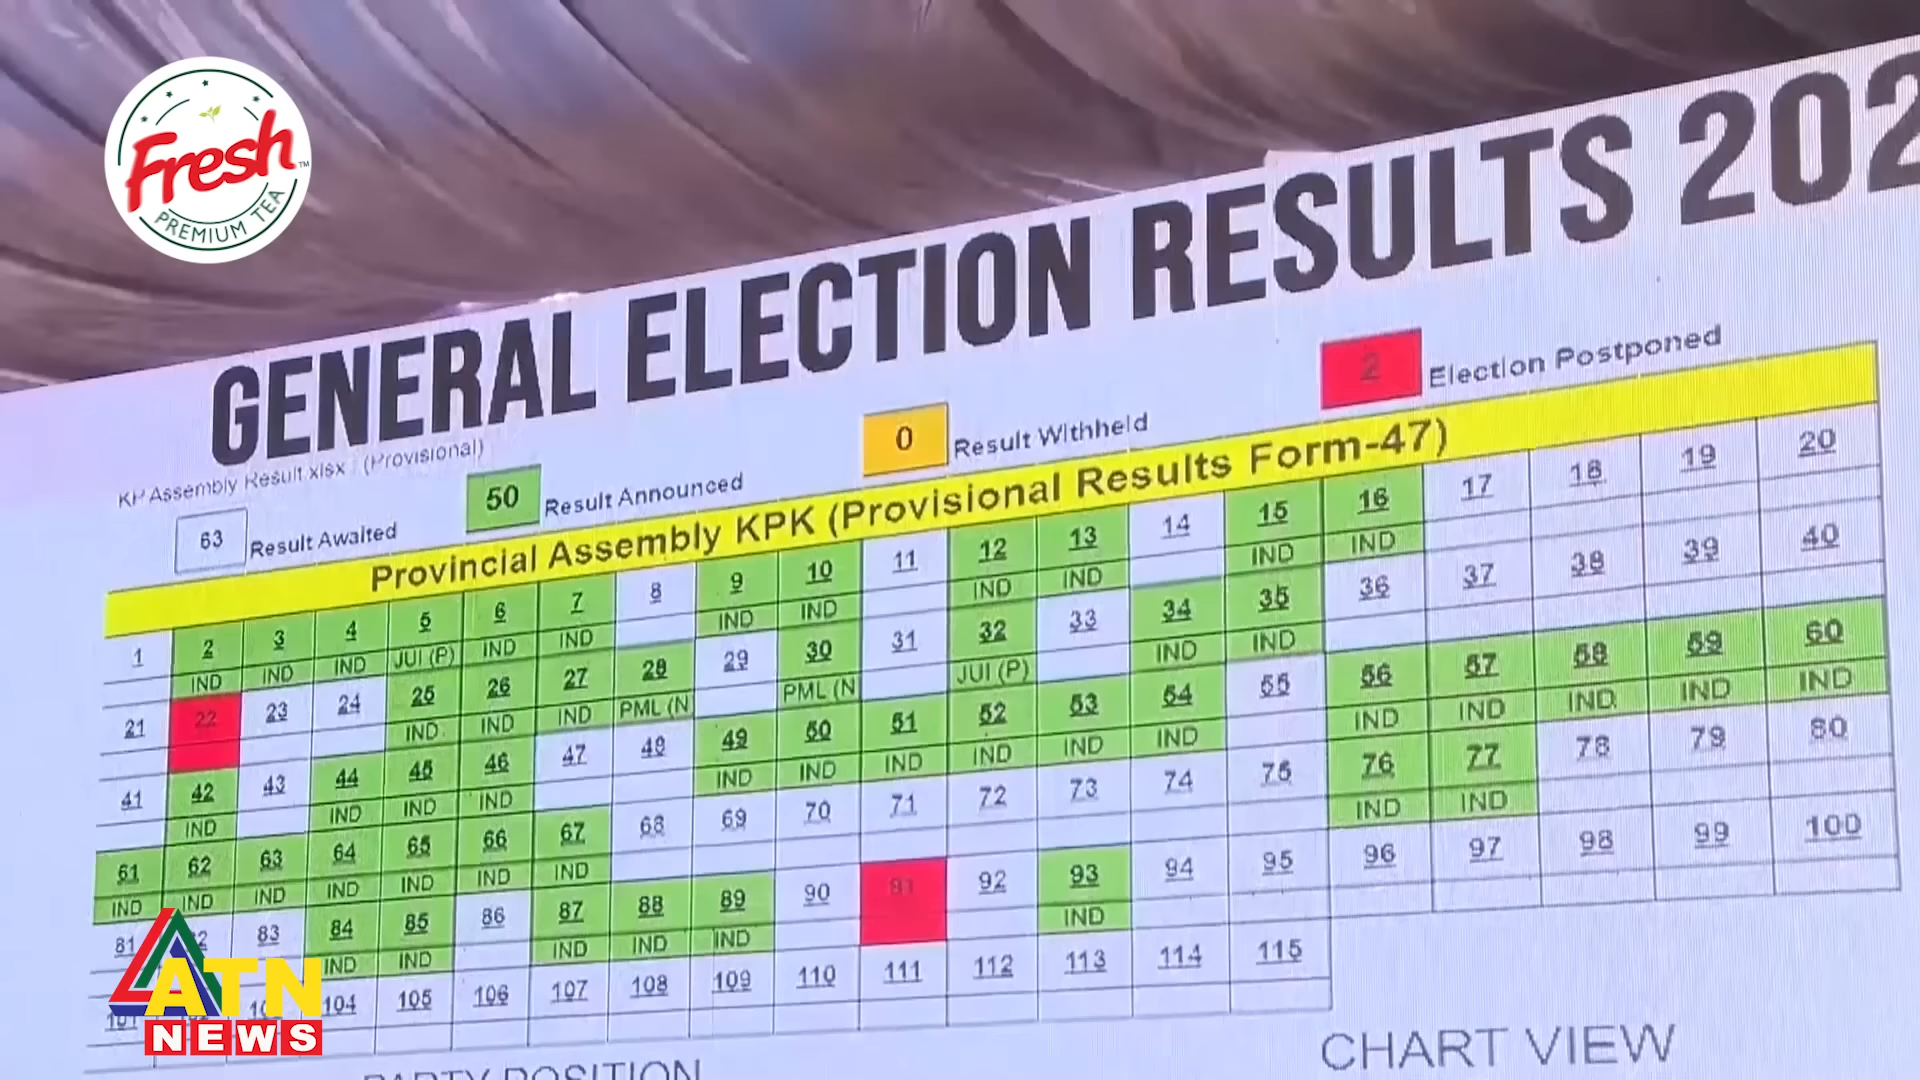 Fresh
™
PREMIUM TEA
GENERAL ELECTION RESULTS 202
KP Assembly Result.xlsx : (Provisional)
63 Result Awaited
50 Result Announced
0 Result Withheld
2 Election Postponed
Provincial Assembly KPK (Provisional Results Form-47)
1 2 3 4 5 6 7 8 9 10 11 12 13 14 15 16 17 18 19 20
IND IND IND JUI (P) IND IND IND IND IND IND IND IND
21 22 23 24 25 26 27 28 29 30 31 32 33 34 35 36 37 38 39 40
IND IND IND PML (N PML (N JUI (P) IND IND
41 42 43 44 45 46 47 48 49 50 51 52 53 54 55 56 57 58 59 60
IND IND IND IND IND IND IND IND IND IND IND IND IND IND IND
61 62 63 64 65 66 67 68 69 70 71 72 73 74 75 76 77 78 79 80
IND IND IND IND IND IND IND IND IND
81 83 84 85 86 87 88 89 90 91 92 93 94 95 96 97 98 99 100
IND IND IND IND IND IND
101 104 105 106 107 108 109 110 111 112 113 114 115
ATN
NEWS
PARTY POSITION
CHART VIEW